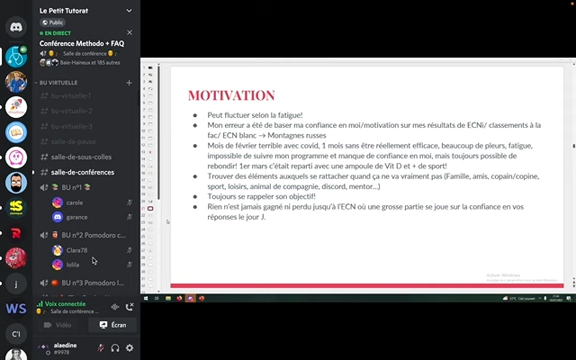 Le Petit Tutorat
Public
EN DIRECT
Conférence Methodo + FAQ
Salle de conférence
Baie-Haineux et 185 autres
BU VIRTUELLE
bu-virtuelle-1
bu-virtuelle-2
bu-virtuelle-3
salle-de-pause
salle-de-sous-colles
salle-de-conférences
BU n°1
carole
garance
BU n°2 Pomodoro c...
Clara78
lolila
BU n°3 Pomodoro l...
Voix connectée
Salle de conférence
Vidéo
Écran
alaedine
#9978
WS
C'I
j
MOTIVATION
Peut fluctuer selon la fatigue!
Mon erreur a été de baser ma confiance en moi/motivation sur mes résultats de ECNi/ classements à la
fac/ ECN blanc → Montagnes russes
Mois de février terrible avec covid, 1 mois sans être réellement efficace, beaucoup de pleurs, fatigue,
impossible de suivre mon programme et manque de confiance en moi, mais toujours possible de
rebondir! 1er mars c'était reparti avec une ampoule de Vit D et + de sport!
Trouver des éléments auxquels se rattacher quand ça ne va vraiment pas (Famille, amis, copain/copine,
sport, loisirs, animal de compagnie, discord, mentor...)
Toujours se rappeler son objectif!
Rien n'est jamais gagné ni perdu jusqu'à l'ECN où une grosse partie se joue sur la confiance en vos
réponses le jour J.
Activer Windows